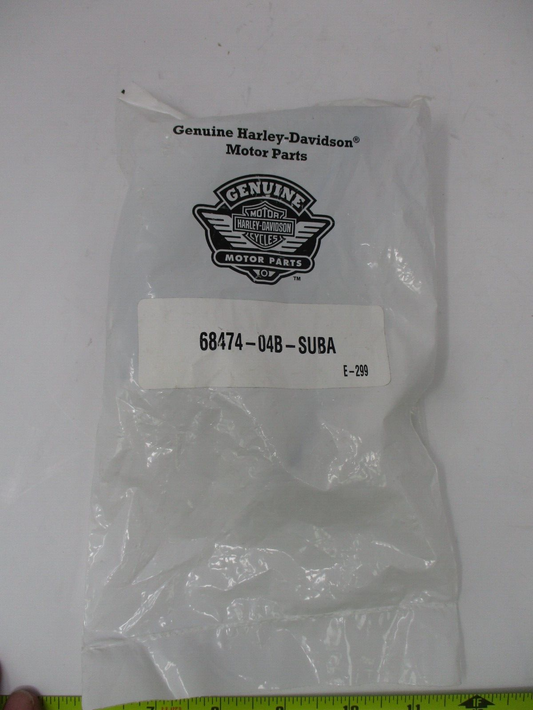 Genuine Harley-Davidson®
Motor Parts
GENUINE
MOTOR
HARLEY-DAVIDSON
CYCLES
MOTOR PARTS
TM
68474-04B-SUBA
E-299